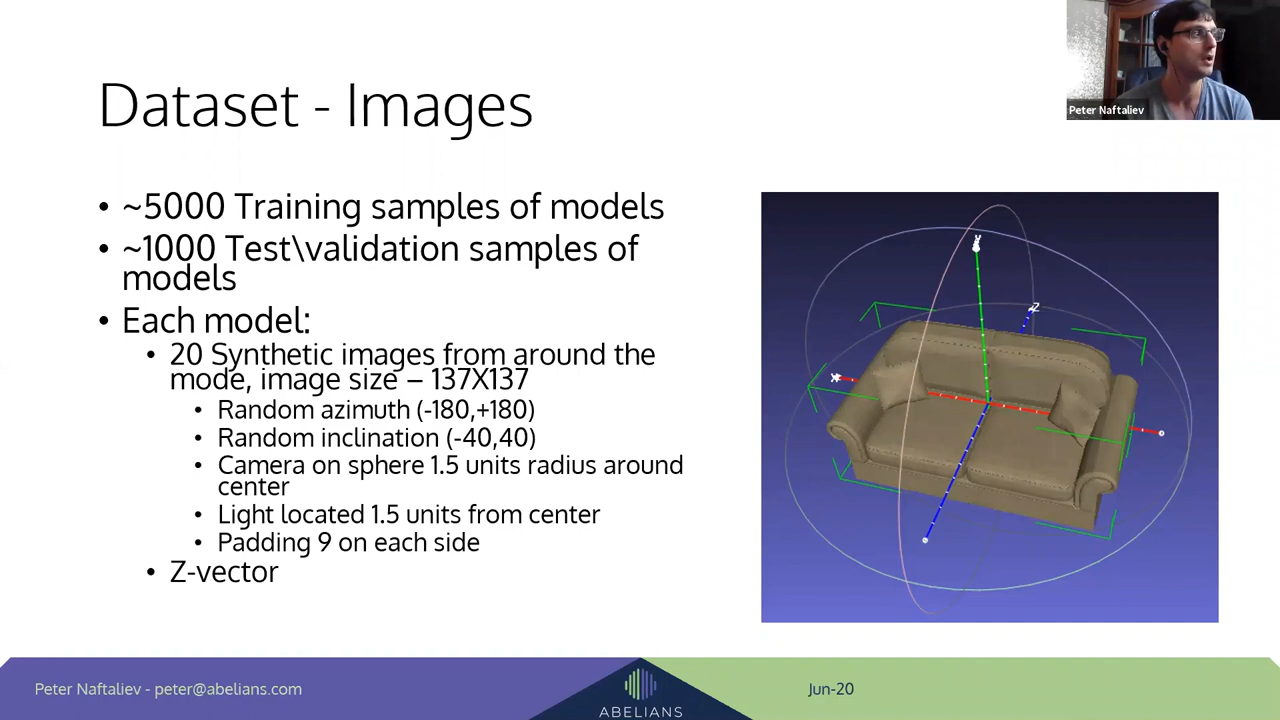 Peter Naftaliev
Dataset - Images
• ~5000 Training samples of models
• ~1000 Test\validation samples of
models
• Each model:
• 20 Synthetic images from around the
mode, image size – 137X137
• Random azimuth (-180,+180)
• Random inclination (-40,40)
• Camera on sphere 1.5 units radius around
center
• Light located 1.5 units from center
• Padding 9 on each side
• Z-vector
Y
Z
X
Peter Naftaliev - peter@abelians.com
ABELIANS
Jun-20